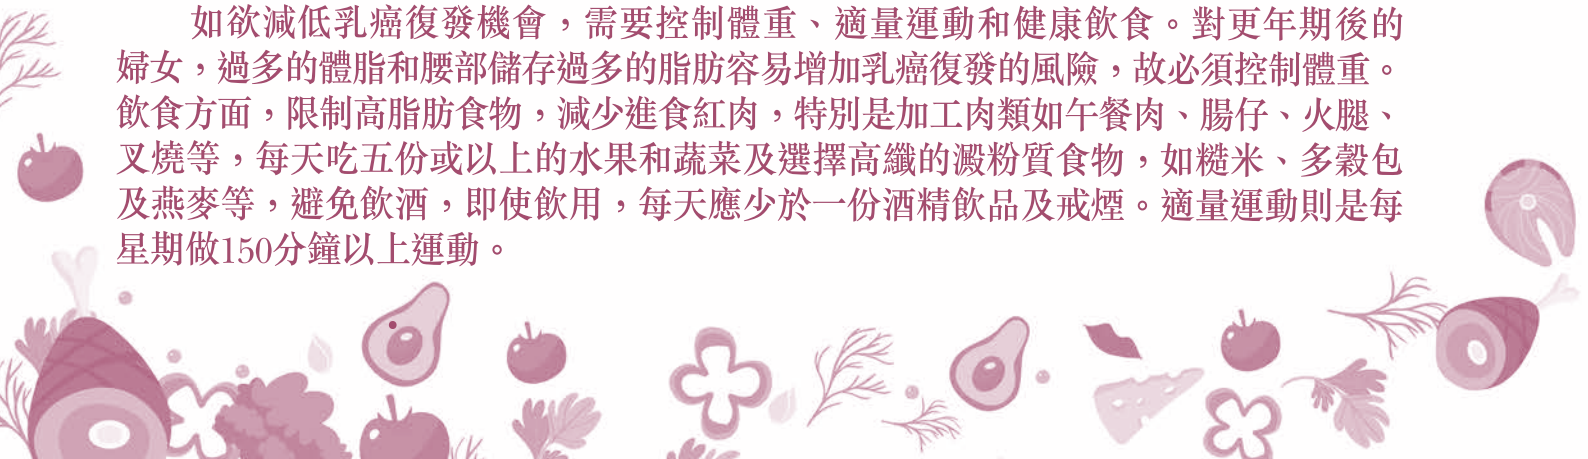 如欲減低乳癌復發機會，需要控制體重、適量運動和健康飲食。對更年期後的
婦女，過多的體脂和腰部儲存過多的脂肪容易增加乳癌復發的風險，故必須控制體重。
飲食方面，限制高脂肪食物，減少進食紅肉，特別是加工肉類如午餐肉、腸仔、火腿、
叉燒等，每天吃五份或以上的水果和蔬菜及選擇高纖的澱粉質食物，如糙米、多穀包
及燕麥等，避免飲酒，即使飲用，每天應少於一份酒精飲品及戒煙。適量運動則是每
星期做150分鐘以上運動。